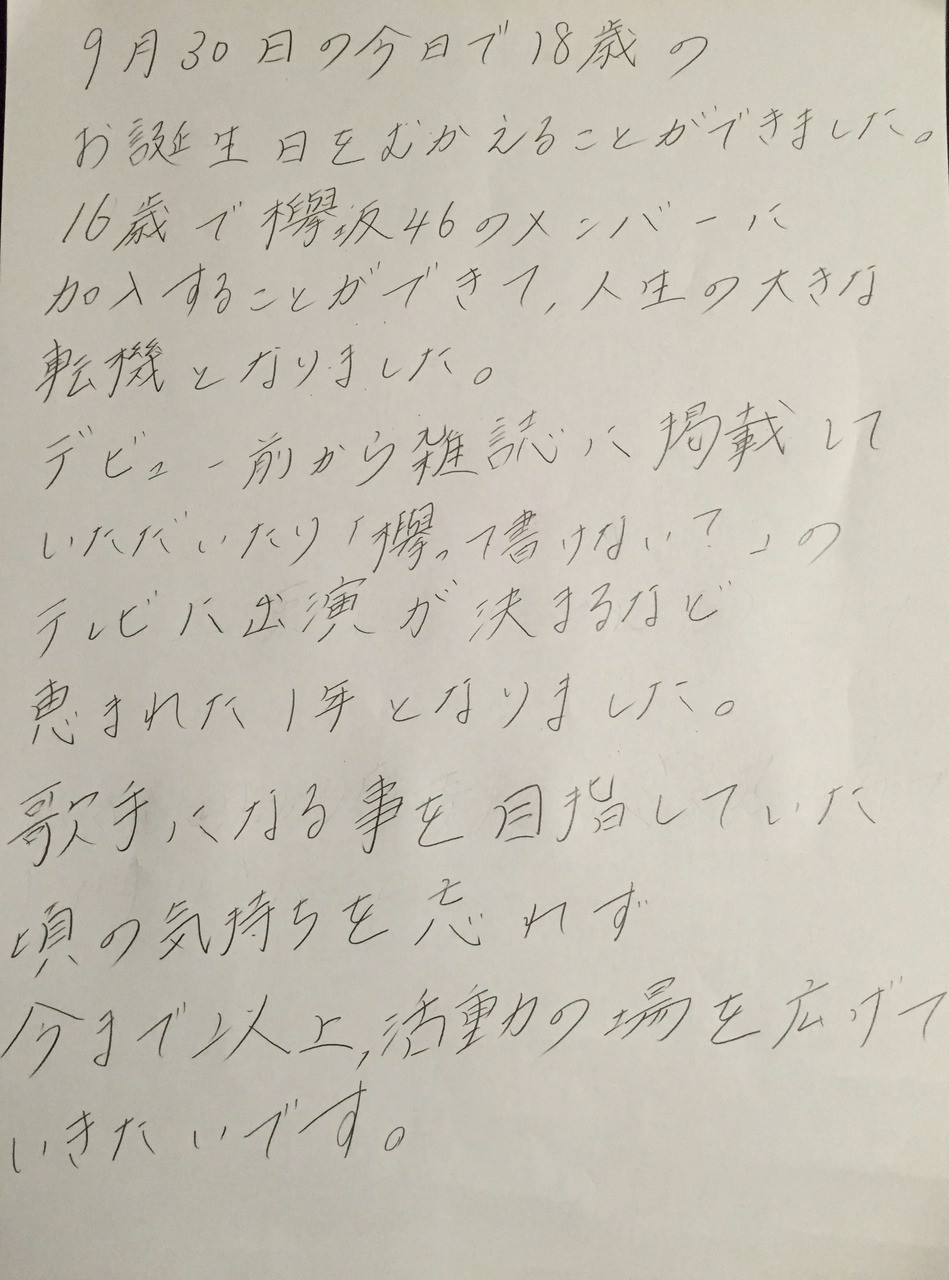 9月30日の今日で18歳の
お誕生日をむかえることができました。
16歳で欅坂46のメンバーに
加入することができて,人生の大きな
転機となりました。
デビュー前から雑誌に掲載して
いただいたり「欅って書けない?」の
テレビに出演が決まるなど
恵まれた1年となりました。
歌手になる事を目指していた
頃の気持ちを忘れず
今まで以上,活動の場を広げて
いきたいです。